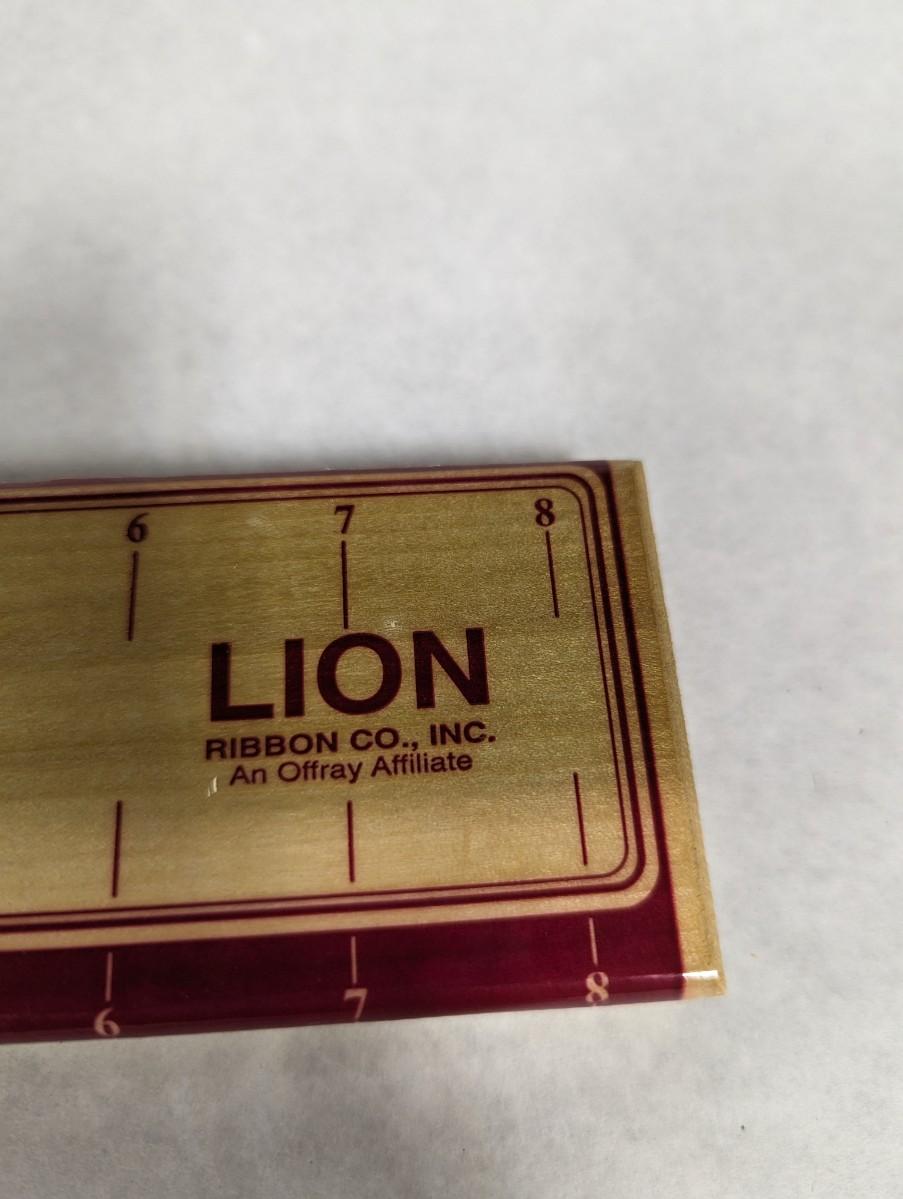 6 7 8
LION
RIBBON CO., INC.
An Offray Affiliate
6 7 8